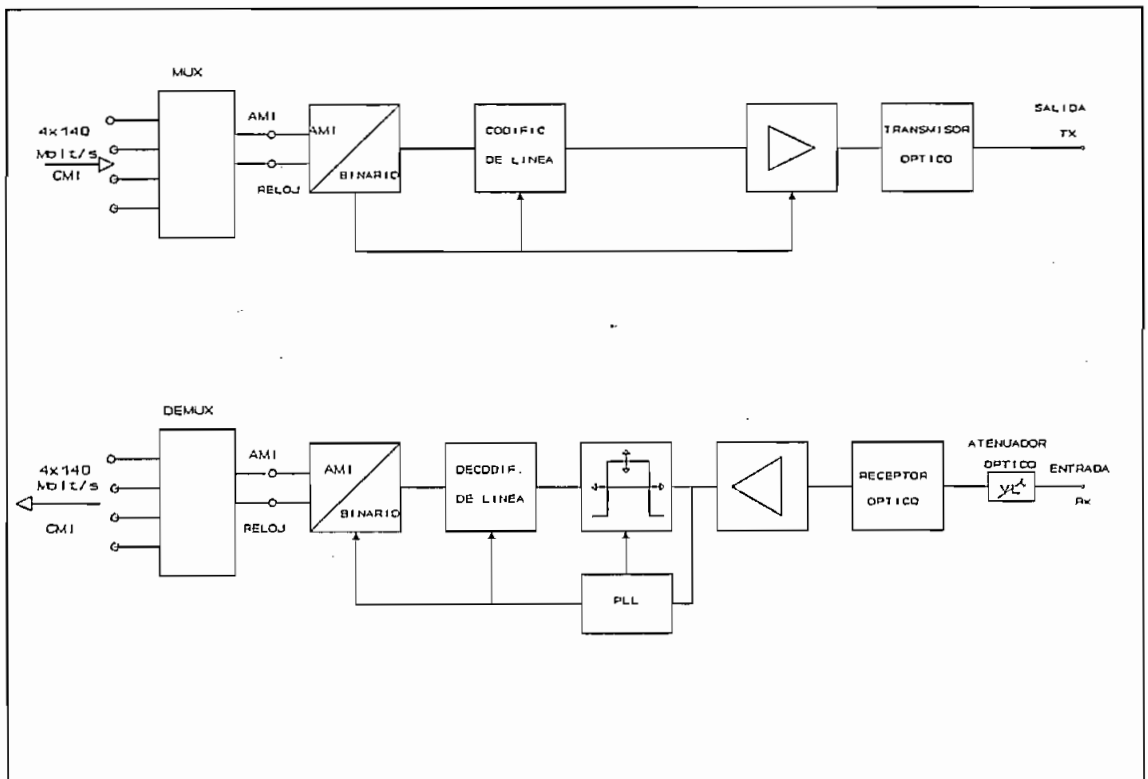 MUX
4x140
Mbit/s
CMI
AMI
RELOJ
AMI
BINARIO
CODIFIC
DE LINEA
TRANSMISOR
OPTICO
SALIDA
TX
DEMUX
4x140
Mbit/s
CMI
AMI
RELOJ
AMI
BINARIO
DECODIF.
DE LINEA
PLL
RECEPTOR
OPTICO
ATENUADOR
OPTICO
ENTRADA
Rx